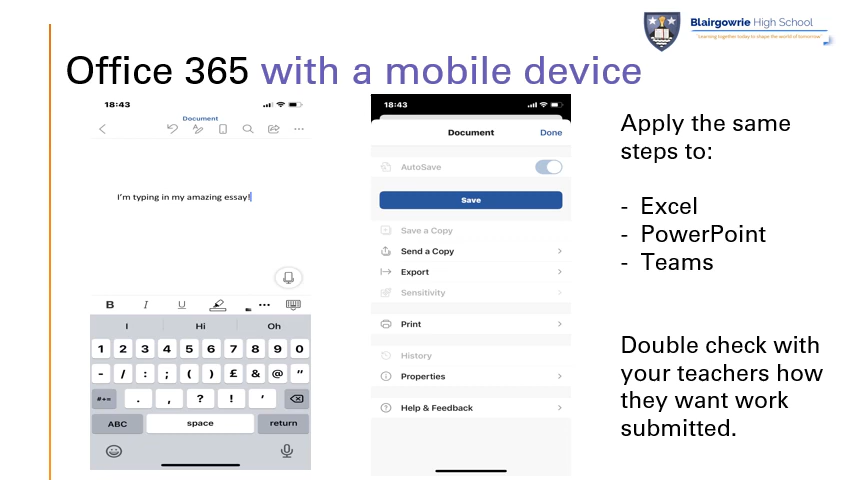 Blairgowrie High School
"Learning together today to shape the world of tomorrow"
Office 365 with a mobile device
18:43
Document
I'm typing in my amazing essay!
B I U ...
I Hi Oh
1 2 3 4 5 6 7 8 9 0
- / : ; ( ) £ & @ "
#+= . , ? ! '
ABC space return
18:43
Document Done
AutoSave
Save
Save a Copy
Send a Copy
Export
Sensitivity
Print
History
Properties
Help & Feedback
Apply the same
steps to:
- Excel
- PowerPoint
- Teams
Double check with
your teachers how
they want work
submitted.